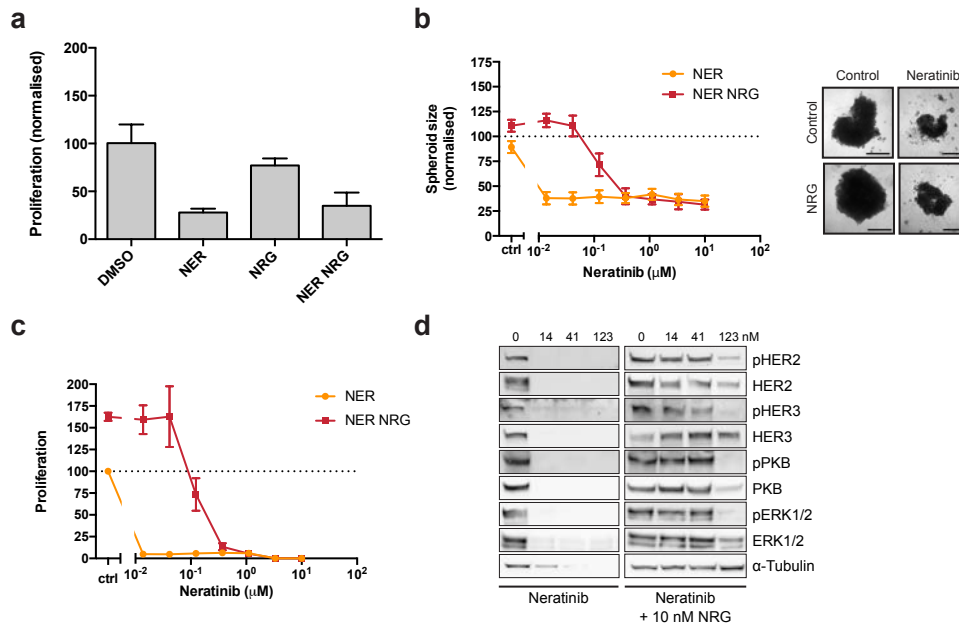 a
Proliferation (normalised)
200
150
100
50
0
DMSO
NER
NRG
NER NRG
b
Spheroid size
(normalised)
200
175
150
125
100
75
50
25
0
NER
NER NRG
ctrl
10-2
10-1
100
101
102
Neratinib (μM)
Control
Neratinib
Control
NRG
c
Proliferation
200
175
150
125
100
75
50
25
0
NER
NER NRG
ctrl
10-2
10-1
100
101
102
Neratinib (μM)
d
0 14 41 123 0 14 41 123 nM
pHER2
HER2
pHER3
HER3
pPKB
PKB
pERK1/2
ERK1/2
α-Tubulin
Neratinib
Neratinib
+ 10 nM NRG